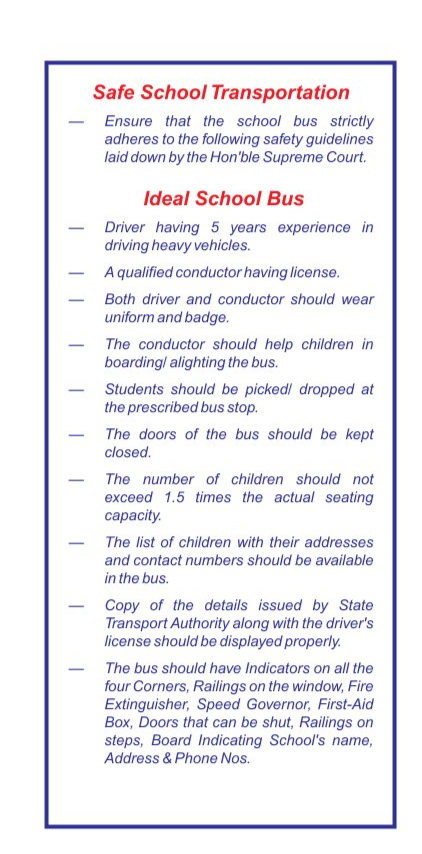 Safe School Transportation
— Ensure that the school bus strictly
adheres to the following safety guidelines
laid down by the Hon'ble Supreme Court.
Ideal School Bus
— Driver having 5 years experience in
driving heavy vehicles.
— A qualified conductor having license.
— Both driver and conductor should wear
uniform and badge.
— The conductor should help children in
boarding/ alighting the bus.
— Students should be picked/ dropped at
the prescribed bus stop.
— The doors of the bus should be kept
closed.
— The number of children should not
exceed 1.5 times the actual seating
capacity.
— The list of children with their addresses
and contact numbers should be available
in the bus.
— Copy of the details issued by State
Transport Authority along with the driver's
license should be displayed properly.
— The bus should have Indicators on all the
four Corners, Railings on the window, Fire
Extinguisher, Speed Governor, First-Aid
Box, Doors that can be shut, Railings on
steps, Board Indicating School's name,
Address & Phone Nos.